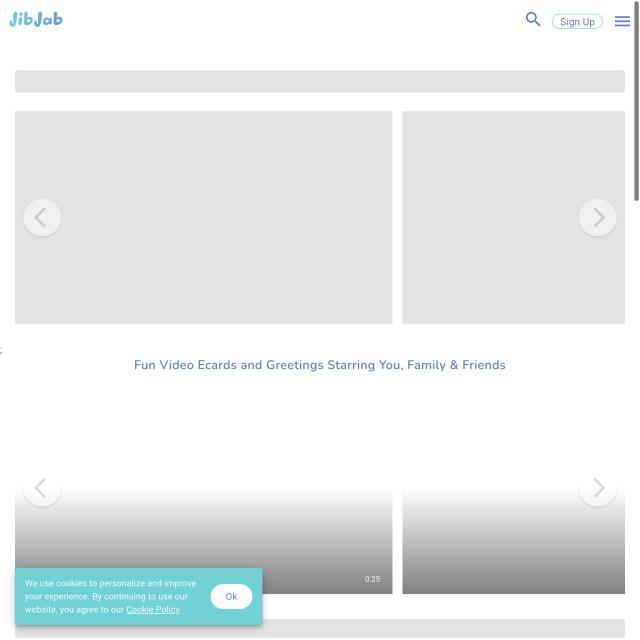 JibJab
Sign Up
Fun Video Ecards and Greetings Starring You, Family & Friends
0:25
We use cookies to personalize and improve
your experience. By continuing to use our
website, you agree to our Cookie Policy
Ok